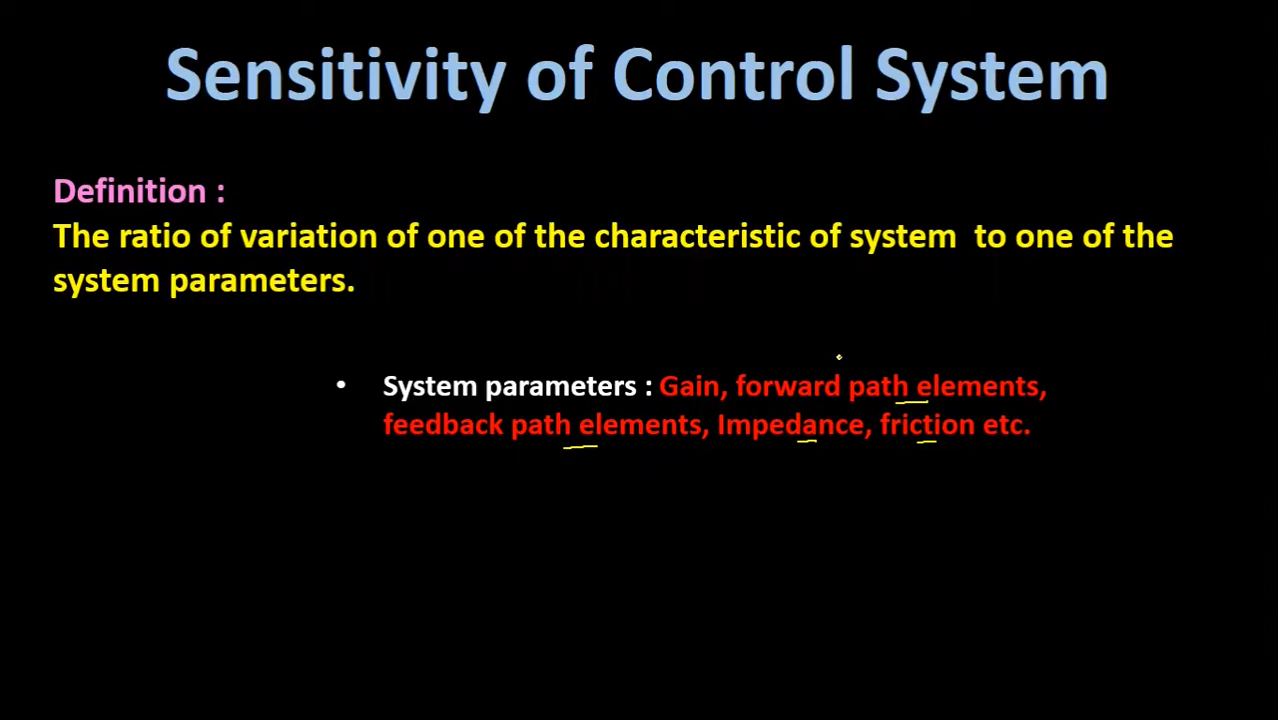 Sensitivity of Control System
Definition :
The ratio of variation of one of the characteristic of system to one of the
system parameters.
• System parameters : Gain, forward path elements,
feedback path elements, Impedance, friction etc.